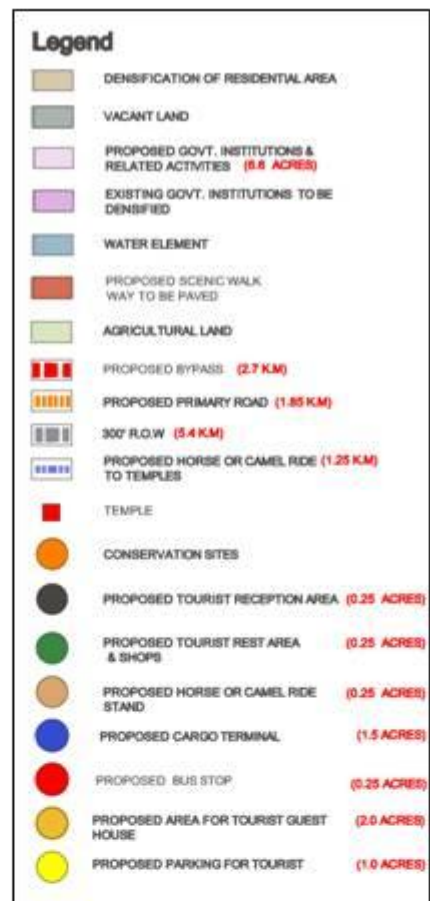 Legend
DENSIFICATION OF RESIDENTIAL AREA
VACANT LAND
PROPOSED GOVT. INSTITUTIONS &
RELATED ACTIVITIES (6.6 ACRES)
EXISTING GOVT. INSTITUTIONS TO BE
DENSIFIED
WATER ELEMENT
PROPOSED SCENIC WALK
WAY TO BE PAVED
AGRICULTURAL LAND
PROPOSED BYPASS (2.7 K.M)
PROPOSED PRIMARY ROAD (1.85 K.M)
300' R.O.W (5.4 K.M)
PROPOSED HORSE OR CAMEL RIDE (1.25 K.M)
TO TEMPLES
TEMPLE
CONSERVATION SITES
PROPOSED TOURIST RECEPTION AREA (0.25 ACRES)
PROPOSED TOURIST REST AREA (0.25 ACRES)
& SHOPS
PROPOSED HORSE OR CAMEL RIDE (0.25 ACRES)
STAND
PROPOSED CARGO TERMINAL (1.5 ACRES)
PROPOSED BUS STOP (0.25 ACRES)
PROPOSED AREA FOR TOURIST GUEST (2.0 ACRES)
HOUSE
PROPOSED PARKING FOR TOURIST (1.0 ACRES)